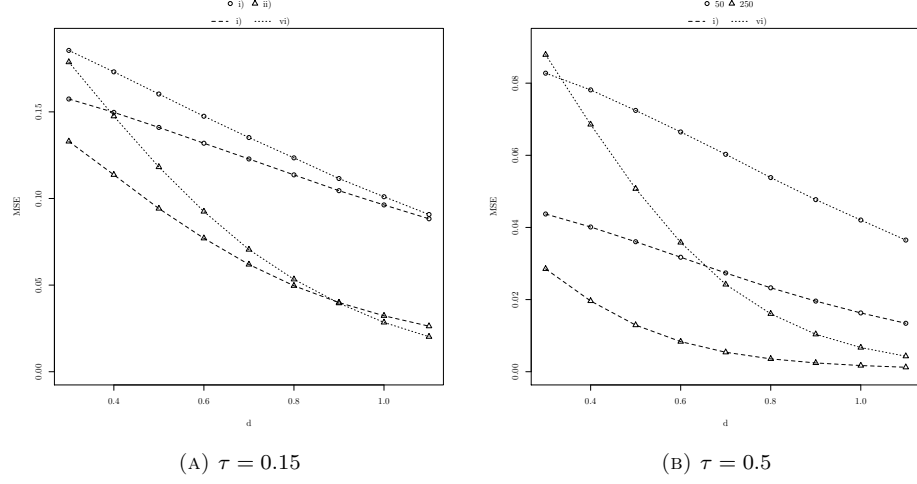 ○ i) △ ii)
i) vi)
MSE
0.00 0.05 0.10 0.15
0.4 0.6 0.8 1.0
d
(A) τ = 0.15
○ 50 △ 250
i) vi)
MSE
0.00 0.02 0.04 0.06 0.08
0.4 0.6 0.8 1.0
d
(B) τ = 0.5